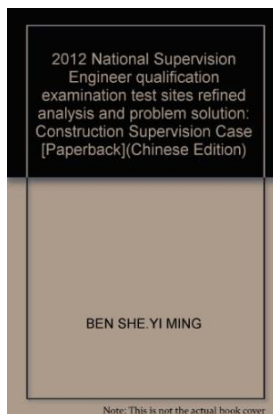 2012 National Supervision
Engineer qualification
examination test sites refined
analysis and problem solution:
Construction Supervision Case
[Paperback](Chinese Edition)
BEN SHE.YI MING
Note: This is not the actual book cover